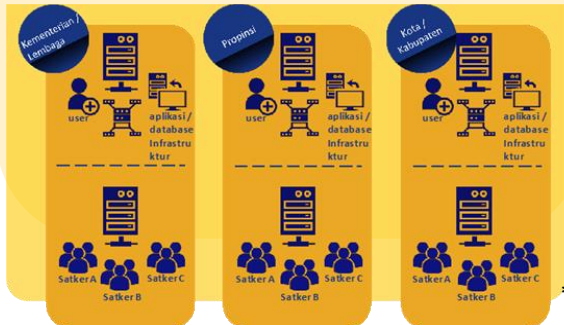 Kementerian /
Lembaga
user
aplikasi /
database
Infrastru
ktur
Satker A
Satker B
Satker C
Propinsi
user
aplikasi /
database
Infrastru
ktur
Satker A
Satker B
Satker C
Kota /
Kabupaten
user
aplikasi /
database
Infrastru
ktur
Satker A
Satker B
Satker C